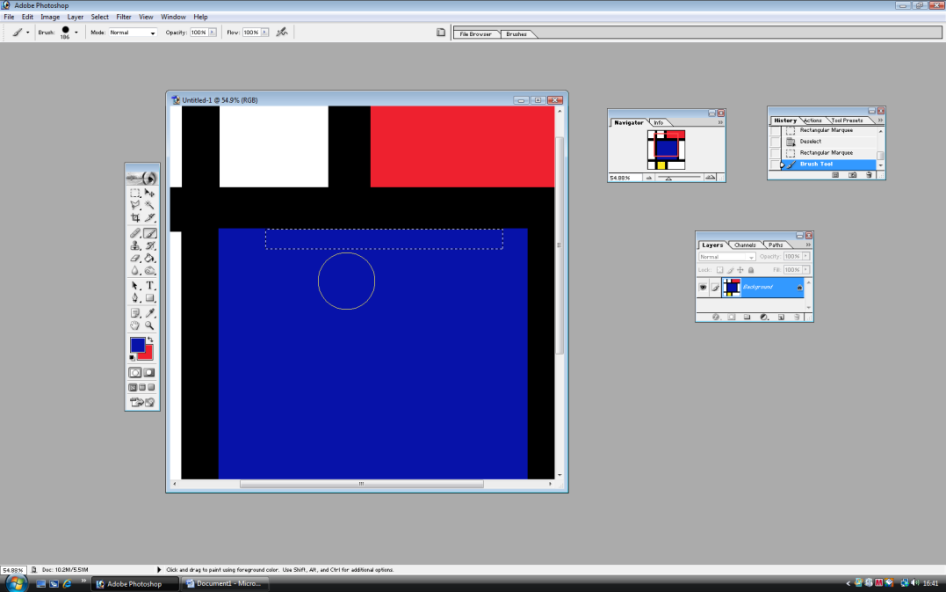 Adobe Photoshop
File Edit Image Layer Select Filter View Window Help
Brush: 186 Mode: Normal Opacity: 100% Flow: 100% File Browser Brushes
Untitled-1 @ 54.9% (RGB)
Navigator Info
54.88%
History Actions Tool Presets
Rectangular Marquee
Deselect
Rectangular Marquee
Brush Tool
Layers Channels Paths
Normal Opacity: 100%
Lock: Fill: 100%
Background
54.88% Doc: 10.2M/5.51M Click and drag to paint using foreground color. Use Shift, Alt, and Ctrl for additional options.
Adobe Photoshop Document1 - Micro... 16:41